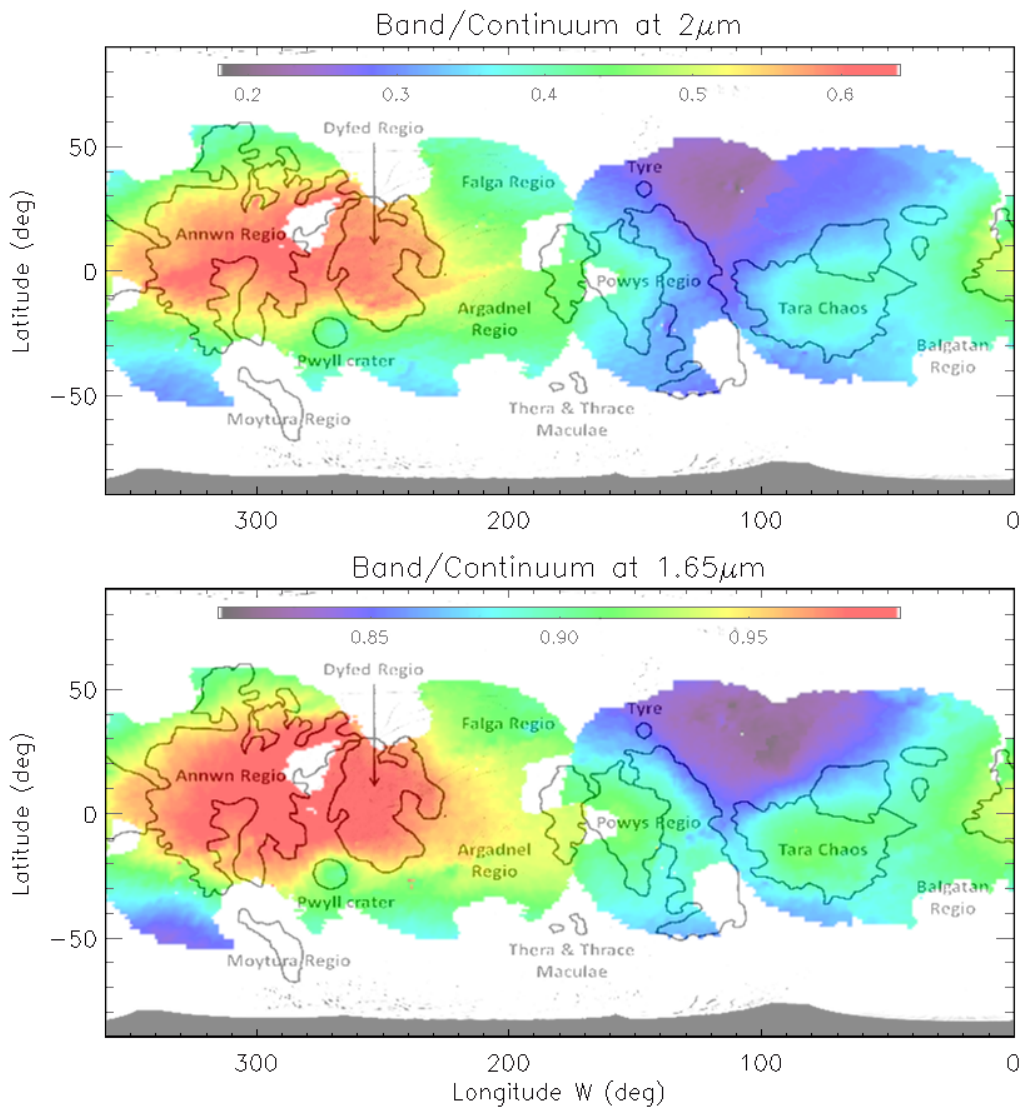 Band/Continuum at 2μm
0.2 0.3 0.4 0.5 0.6
Dyfed Regio
Tyre
Falga Regio
Annwn Regio
Powys Regio
Argadnel
Regio
Tara Chaos
Pwyll crater
Balgatan
Regio
Moytura Regio
Thera & Thrace
Maculae
Latitude (deg)
50
0
-50
300 200 100 0
Band/Continuum at 1.65μm
0.85 0.90 0.95
Dyfed Regio
Tyre
Falga Regio
Annwn Regio
Powys Regio
Argadnel
Regio
Tara Chaos
Pwyll crater
Balgatan
Regio
Moytura Regio
Thera & Thrace
Maculae
Latitude (deg)
50
0
-50
300 200 100 0
Longitude W (deg)